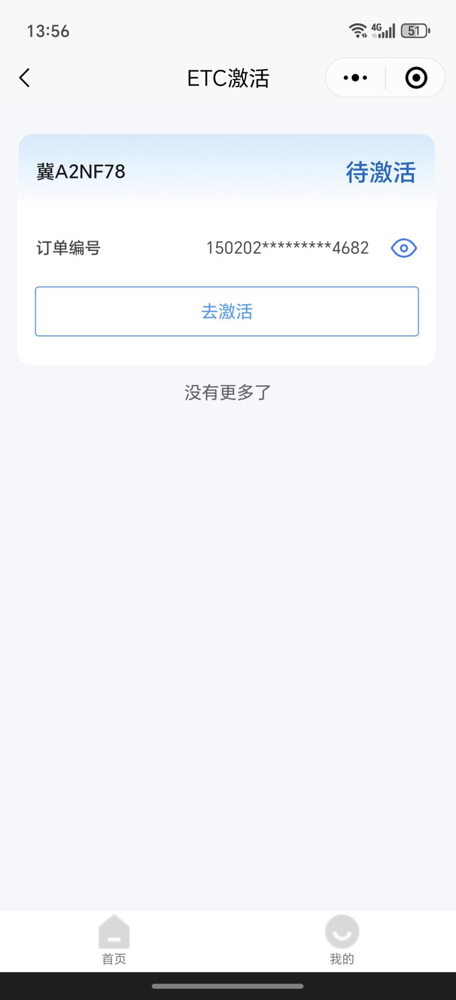 13:56
4G
51
ETC激活
冀A2NF78
待激活
订单编号
150202*********4682
去激活
没有更多了
首页
我的